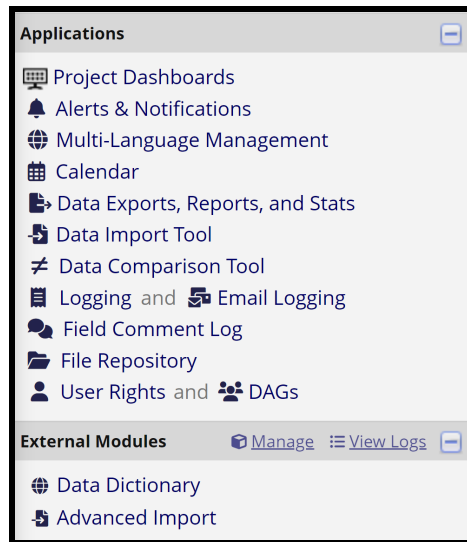 Applications
Project Dashboards
Alerts & Notifications
Multi-Language Management
Calendar
Data Exports, Reports, and Stats
Data Import Tool
Data Comparison Tool
Logging and Email Logging
Field Comment Log
File Repository
User Rights and DAGs
External Modules Manage View Logs
Data Dictionary
Advanced Import